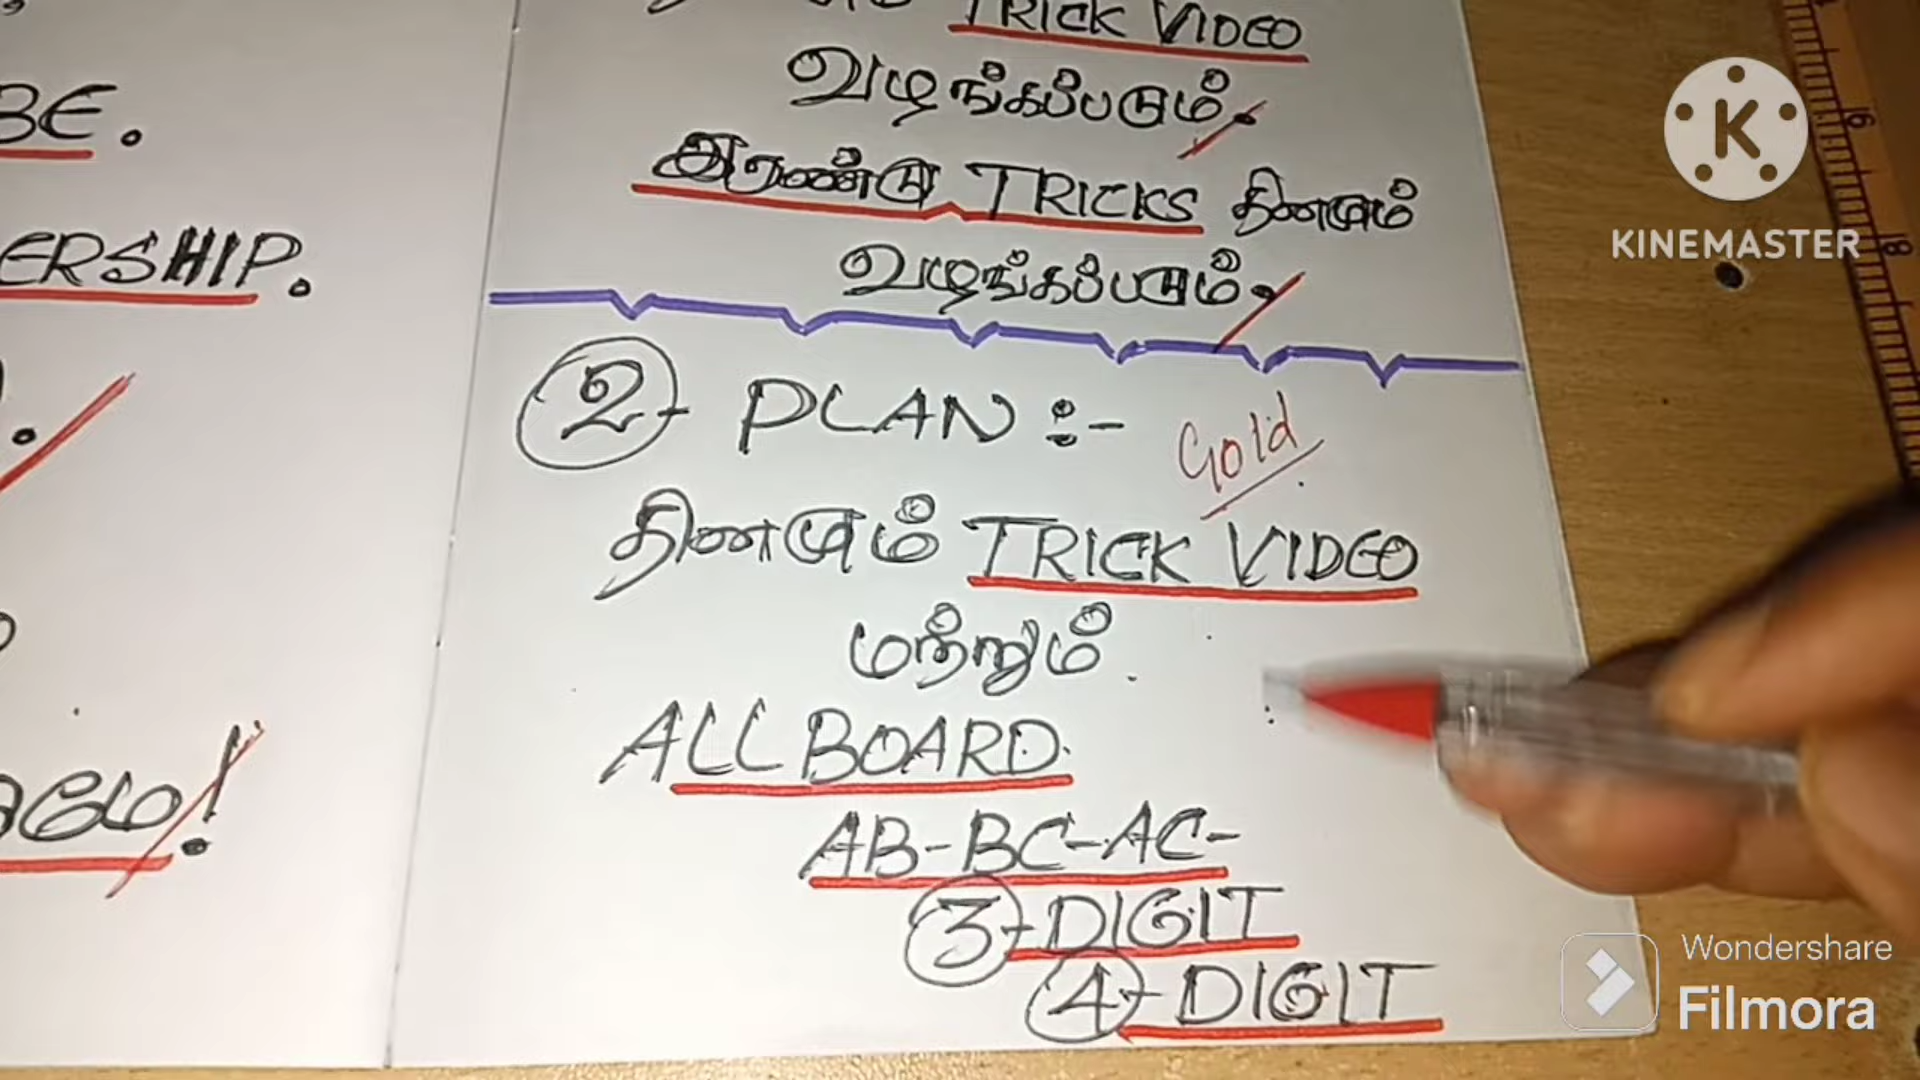 BE.
ERSHIP.
TRICK VIDEO
வழங்கப்படும்.
இரண்டு TRICKS தினமும்
வழங்கப்படும்.
2 - PLAN :- Gold
தினமும் TRICK VIDEO
மற்றும்.
ALL BOARD.
AB-BC-AC-
3-DIGIT
4-DIGIT
K
KINEMASTER
Wondershare
Filmora